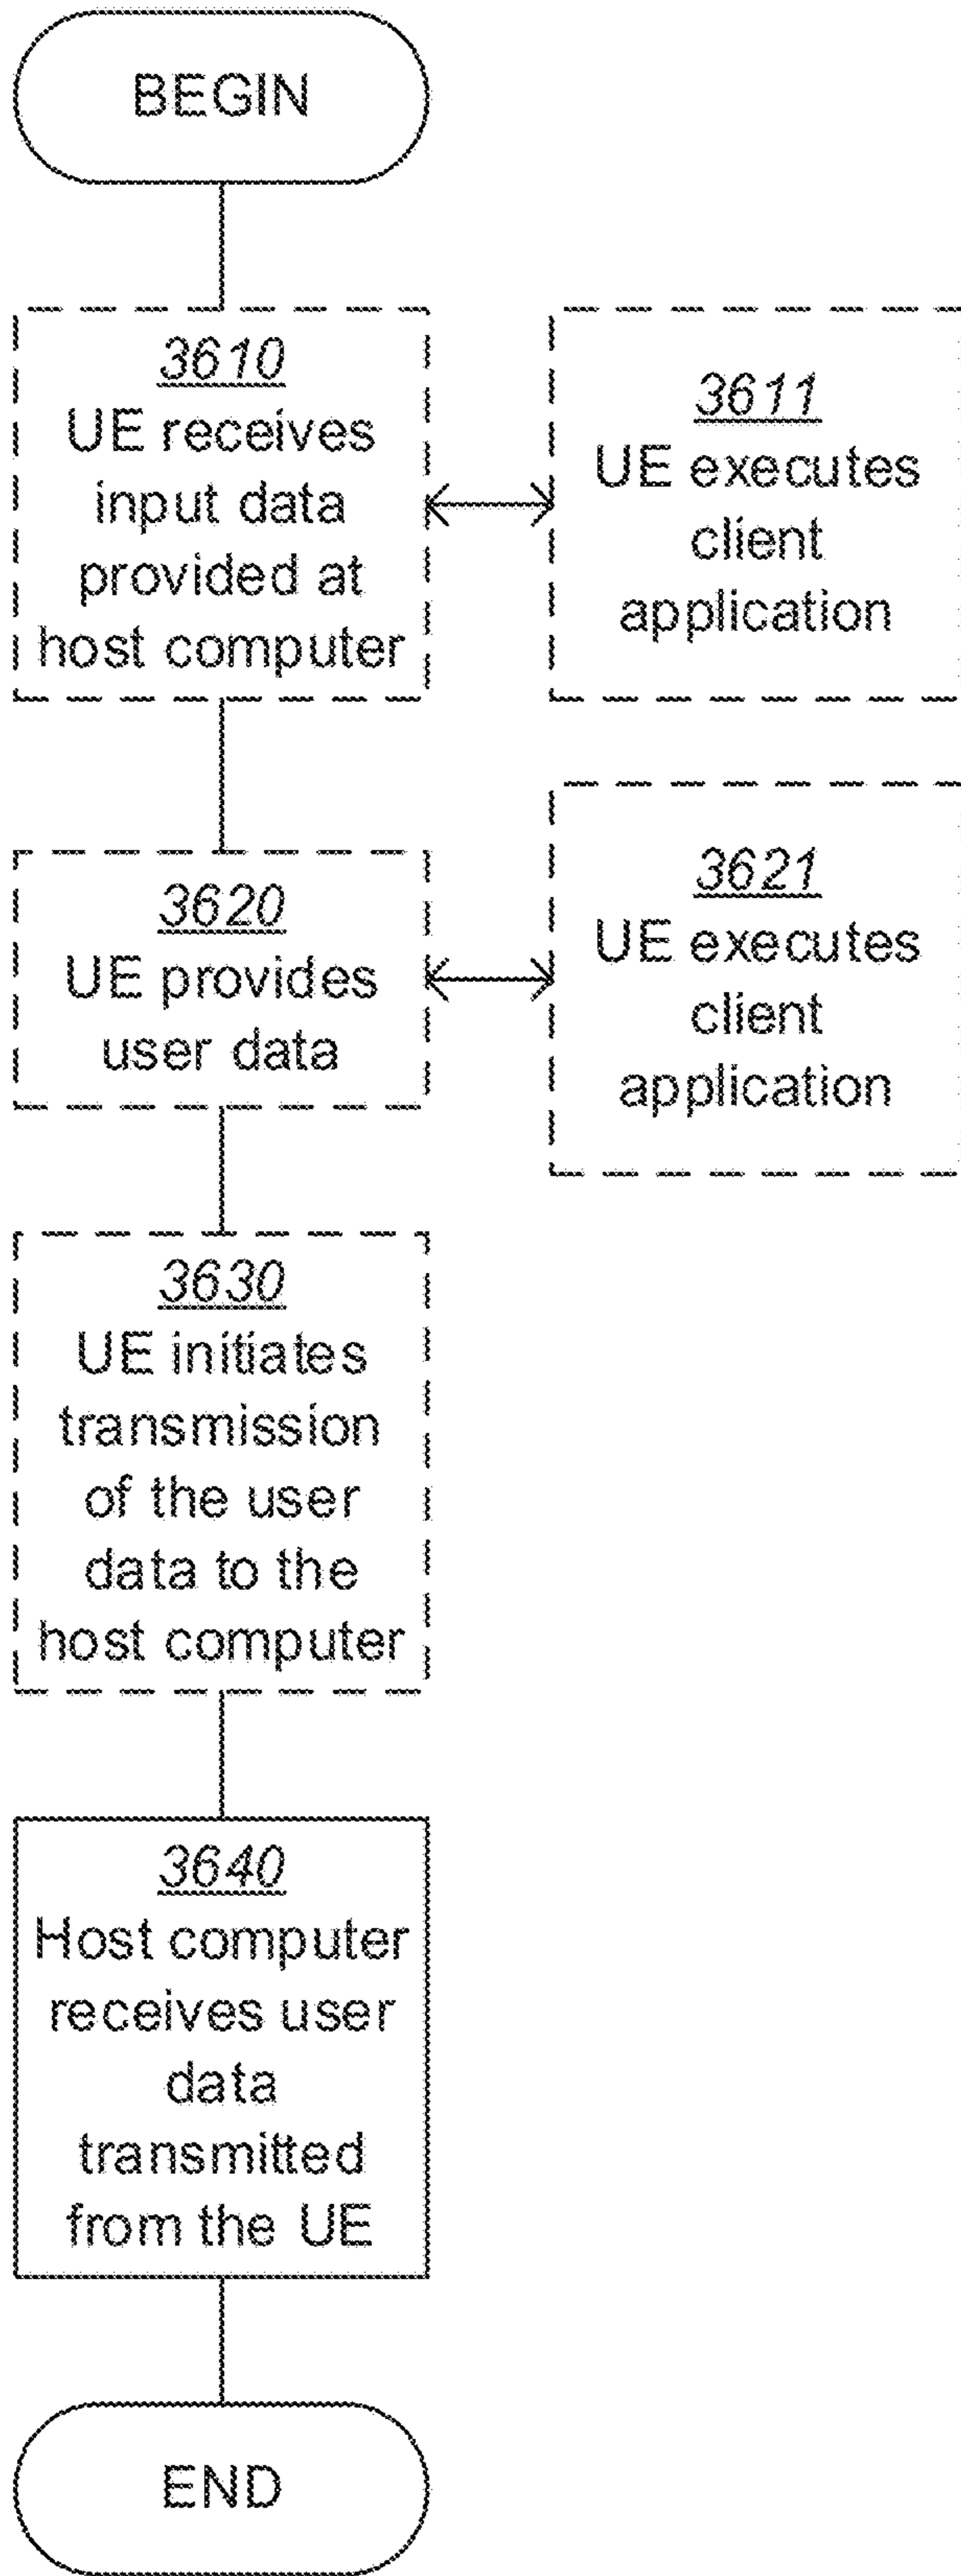 BEGIN
3610
UE receives
input data
provided at
host computer
3611
UE executes
client
application
3620
UE provides
user data
3621
UE executes
client
application
3630
UE initiates
transmission
of the user
data to the
host computer
3640
Host computer
receives user
data
transmitted
from the UE
END